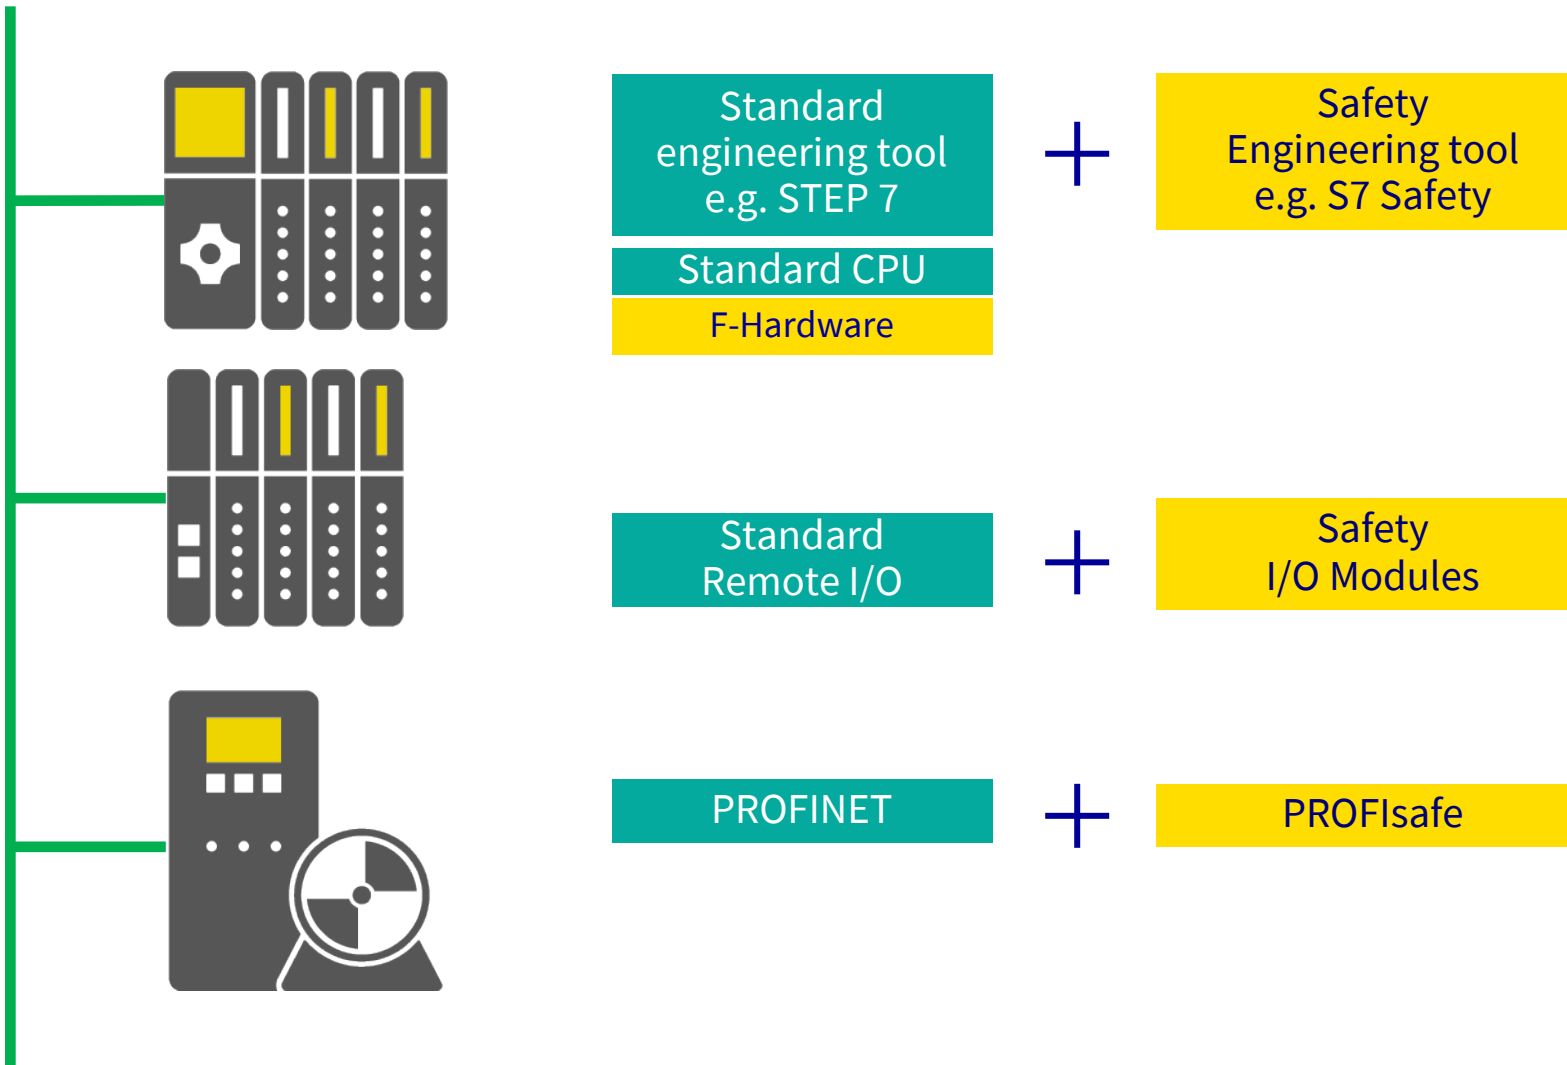 Standard
engineering tool
e.g. STEP 7
+
Safety
Engineering tool
e.g. S7 Safety
Standard CPU
F-Hardware
Standard
Remote I/O
+
Safety
I/O Modules
PROFINET
+
PROFIsafe